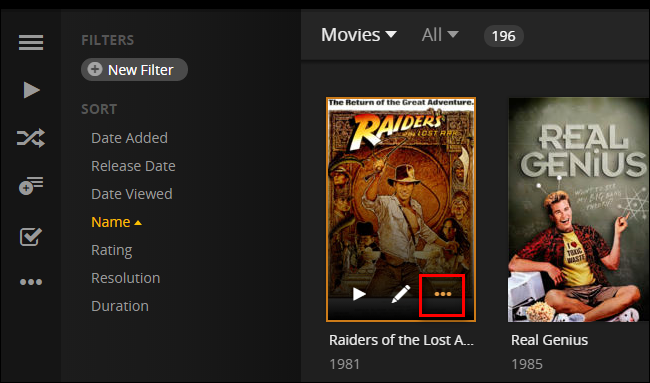 FILTERS
New Filter
SORT
Date Added
Release Date
Date Viewed
Name
Rating
Resolution
Duration
Movies
All
196
The Return of the Great Adventure.
RAIDERS
OF THE LOST ARK
Raiders of the Lost A...
1981
REAL
GENIUS
I
TOXIC
WASTE
Real Genius
1985